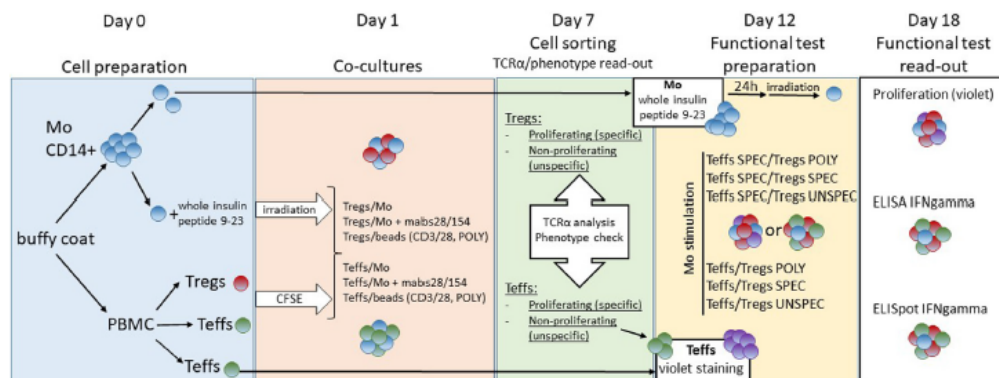 Day 0
Cell preparation
Mo
CD14+
+ whole insulin
peptide 9-23
buffy coat
PBMC
Tregs
Teffs
Teffs
Day 1
Co-cultures
irradiation
Tregs/Mo
Tregs/Mo + mabs28/154
Tregs/beads (CD3/28, POLY)
CFSE
Teffs/Mo
Teffs/Mo + mabs28/154
Teffs/beads (CD3/28, POLY)
Day 7
Cell sorting
TCRα/phenotype read-out
Tregs:
- Proliferating (specific)
- Non-proliferating
(unspecific)
TCRα analysis
Phenotype check
Teffs:
- Proliferating (specific)
- Non-proliferating
(unspecific)
Day 12
Functional test
preparation
Mo
whole insulin
peptide 9-23
24h
irradiation
Mo stimulation
Teffs SPEC/Tregs POLY
Teffs SPEC/Tregs SPEC
Teffs SPEC/Tregs UNSPEC
or
Teffs/Tregs POLY
Teffs/Tregs SPEC
Teffs/Tregs UNSPEC
Teffs
violet staining
Day 18
Functional test
read-out
Proliferation (violet)
ELISA IFNgamma
ELISpot IFNgamma